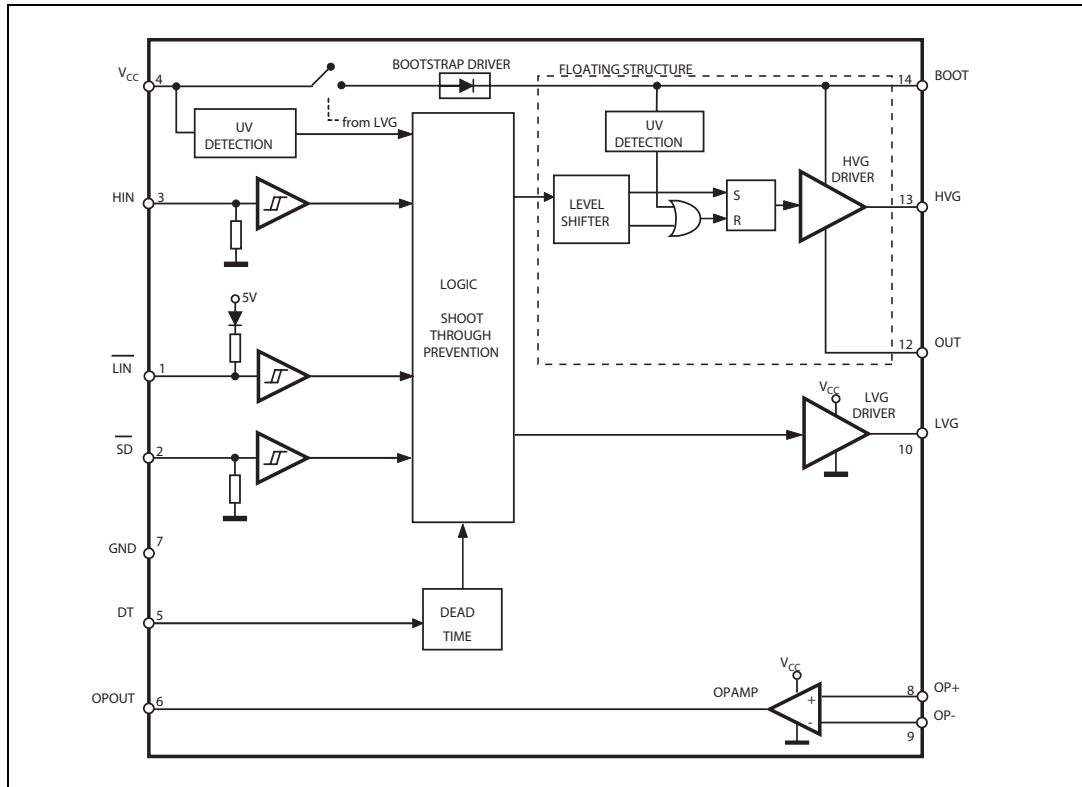 BOOTSTRAP DRIVER
FLOATING STRUCTURE
VCC
4
14
BOOT
from LVG
UV
DETECTION
UV
DETECTION
HVG
DRIVER
HIN
3
LEVEL
SHIFTER
S
R
13
HVG
LOGIC
SHOOT
THROUGH
PREVENTION
5V
12
OUT
LIN
1
VCC
LVG
DRIVER
LVG
10
SD
2
GND
7
DT
5
DEAD
TIME
VCC
OPOUT
6
OPAMP
+
-
8
OP+
OP-
9